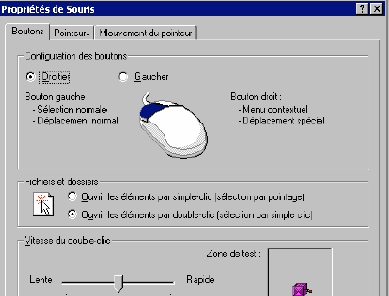 Propriétés de Souris
Boutons Pointeurs Mouvement du pointeur
Configuration des boutons
Droitier Gaucher
Bouton gauche
- Sélection normale
- Déplacement normal
Bouton droit :
- Menu contextuel
- Déplacement spécial
Fichiers et dossiers
Ouvrir les éléments par simple-clic (sélection par pointage)
Ouvrir les éléments par double-clic (sélection par simple clic)
Vitesse du double-clic
Zone de test :
Lente Rapide